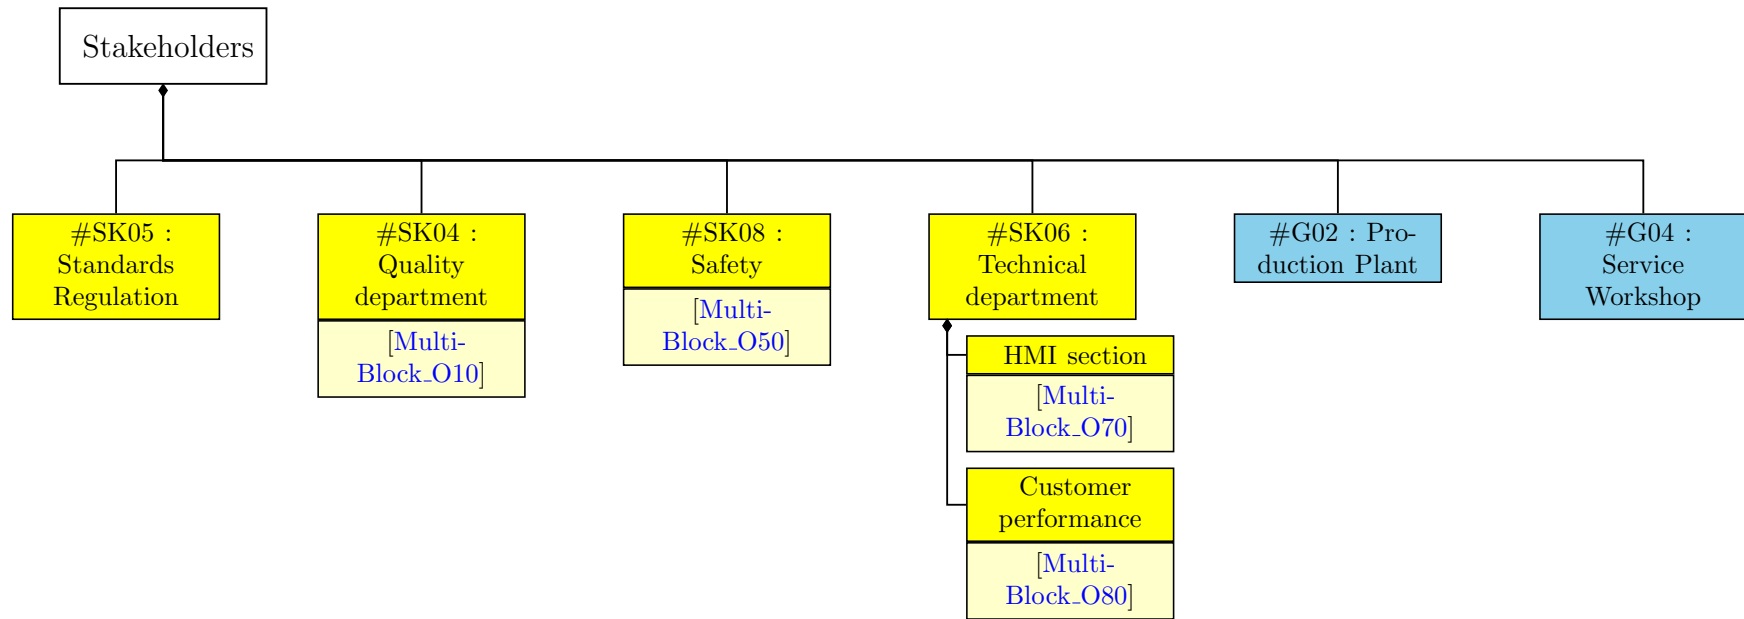 Stakeholders
#SK05 :
Standards
Regulation
#SK04 :
Quality
department
[Multi-
Block_O10]
#SK08 :
Safety
[Multi-
Block_O50]
#SK06 :
Technical
department
HMI section
[Multi-
Block_O70]
Customer
performance
[Multi-
Block_O80]
#G02 : Pro-
duction Plant
#G04 :
Service
Workshop